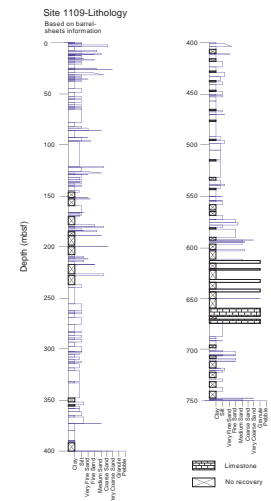 Site 1109-Lithology
Based on barrel-
sheets information
0
50
100
150
200
250
300
350
400
Depth (mbsf)
Clay
Silt
Very Fine Sand
Fine Sand
Medium Sand
Coarse Sand
Very Coarse Sand
Granule
Pebble
400
450
500
550
600
650
700
750
Clay
Silt
Very Fine Sand
Fine Sand
Medium Sand
Coarse Sand
Very Coarse Sand
Granule
Pebble
Limestone
No recovery